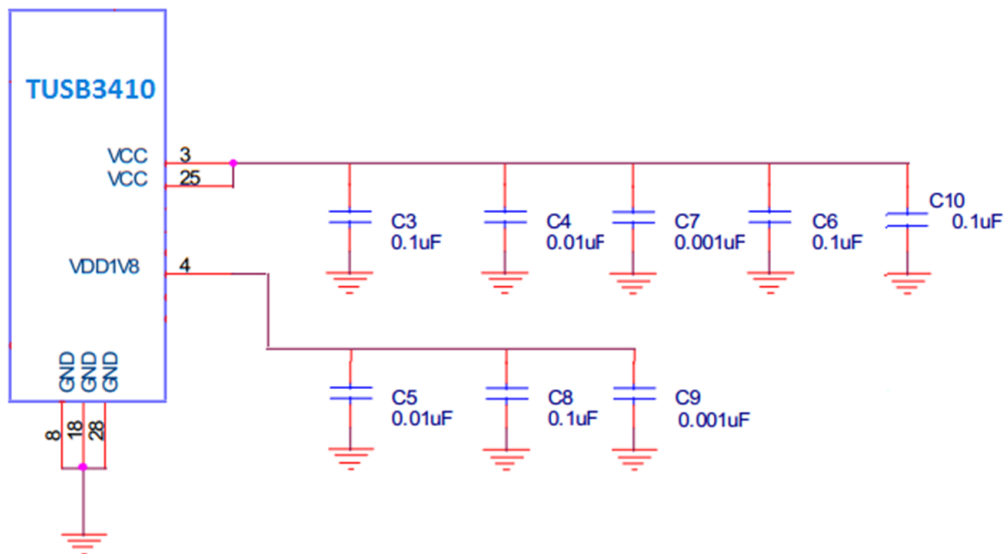 TUSB3410
VCC 3
VCC 25
VDD1V8 4
C3
0.1uF
C4
0.01uF
C7
0.001uF
C6
0.1uF
C10
0.1uF
C5
0.01uF
C8
0.1uF
C9
0.001uF
GND
GND
GND
8
18
28